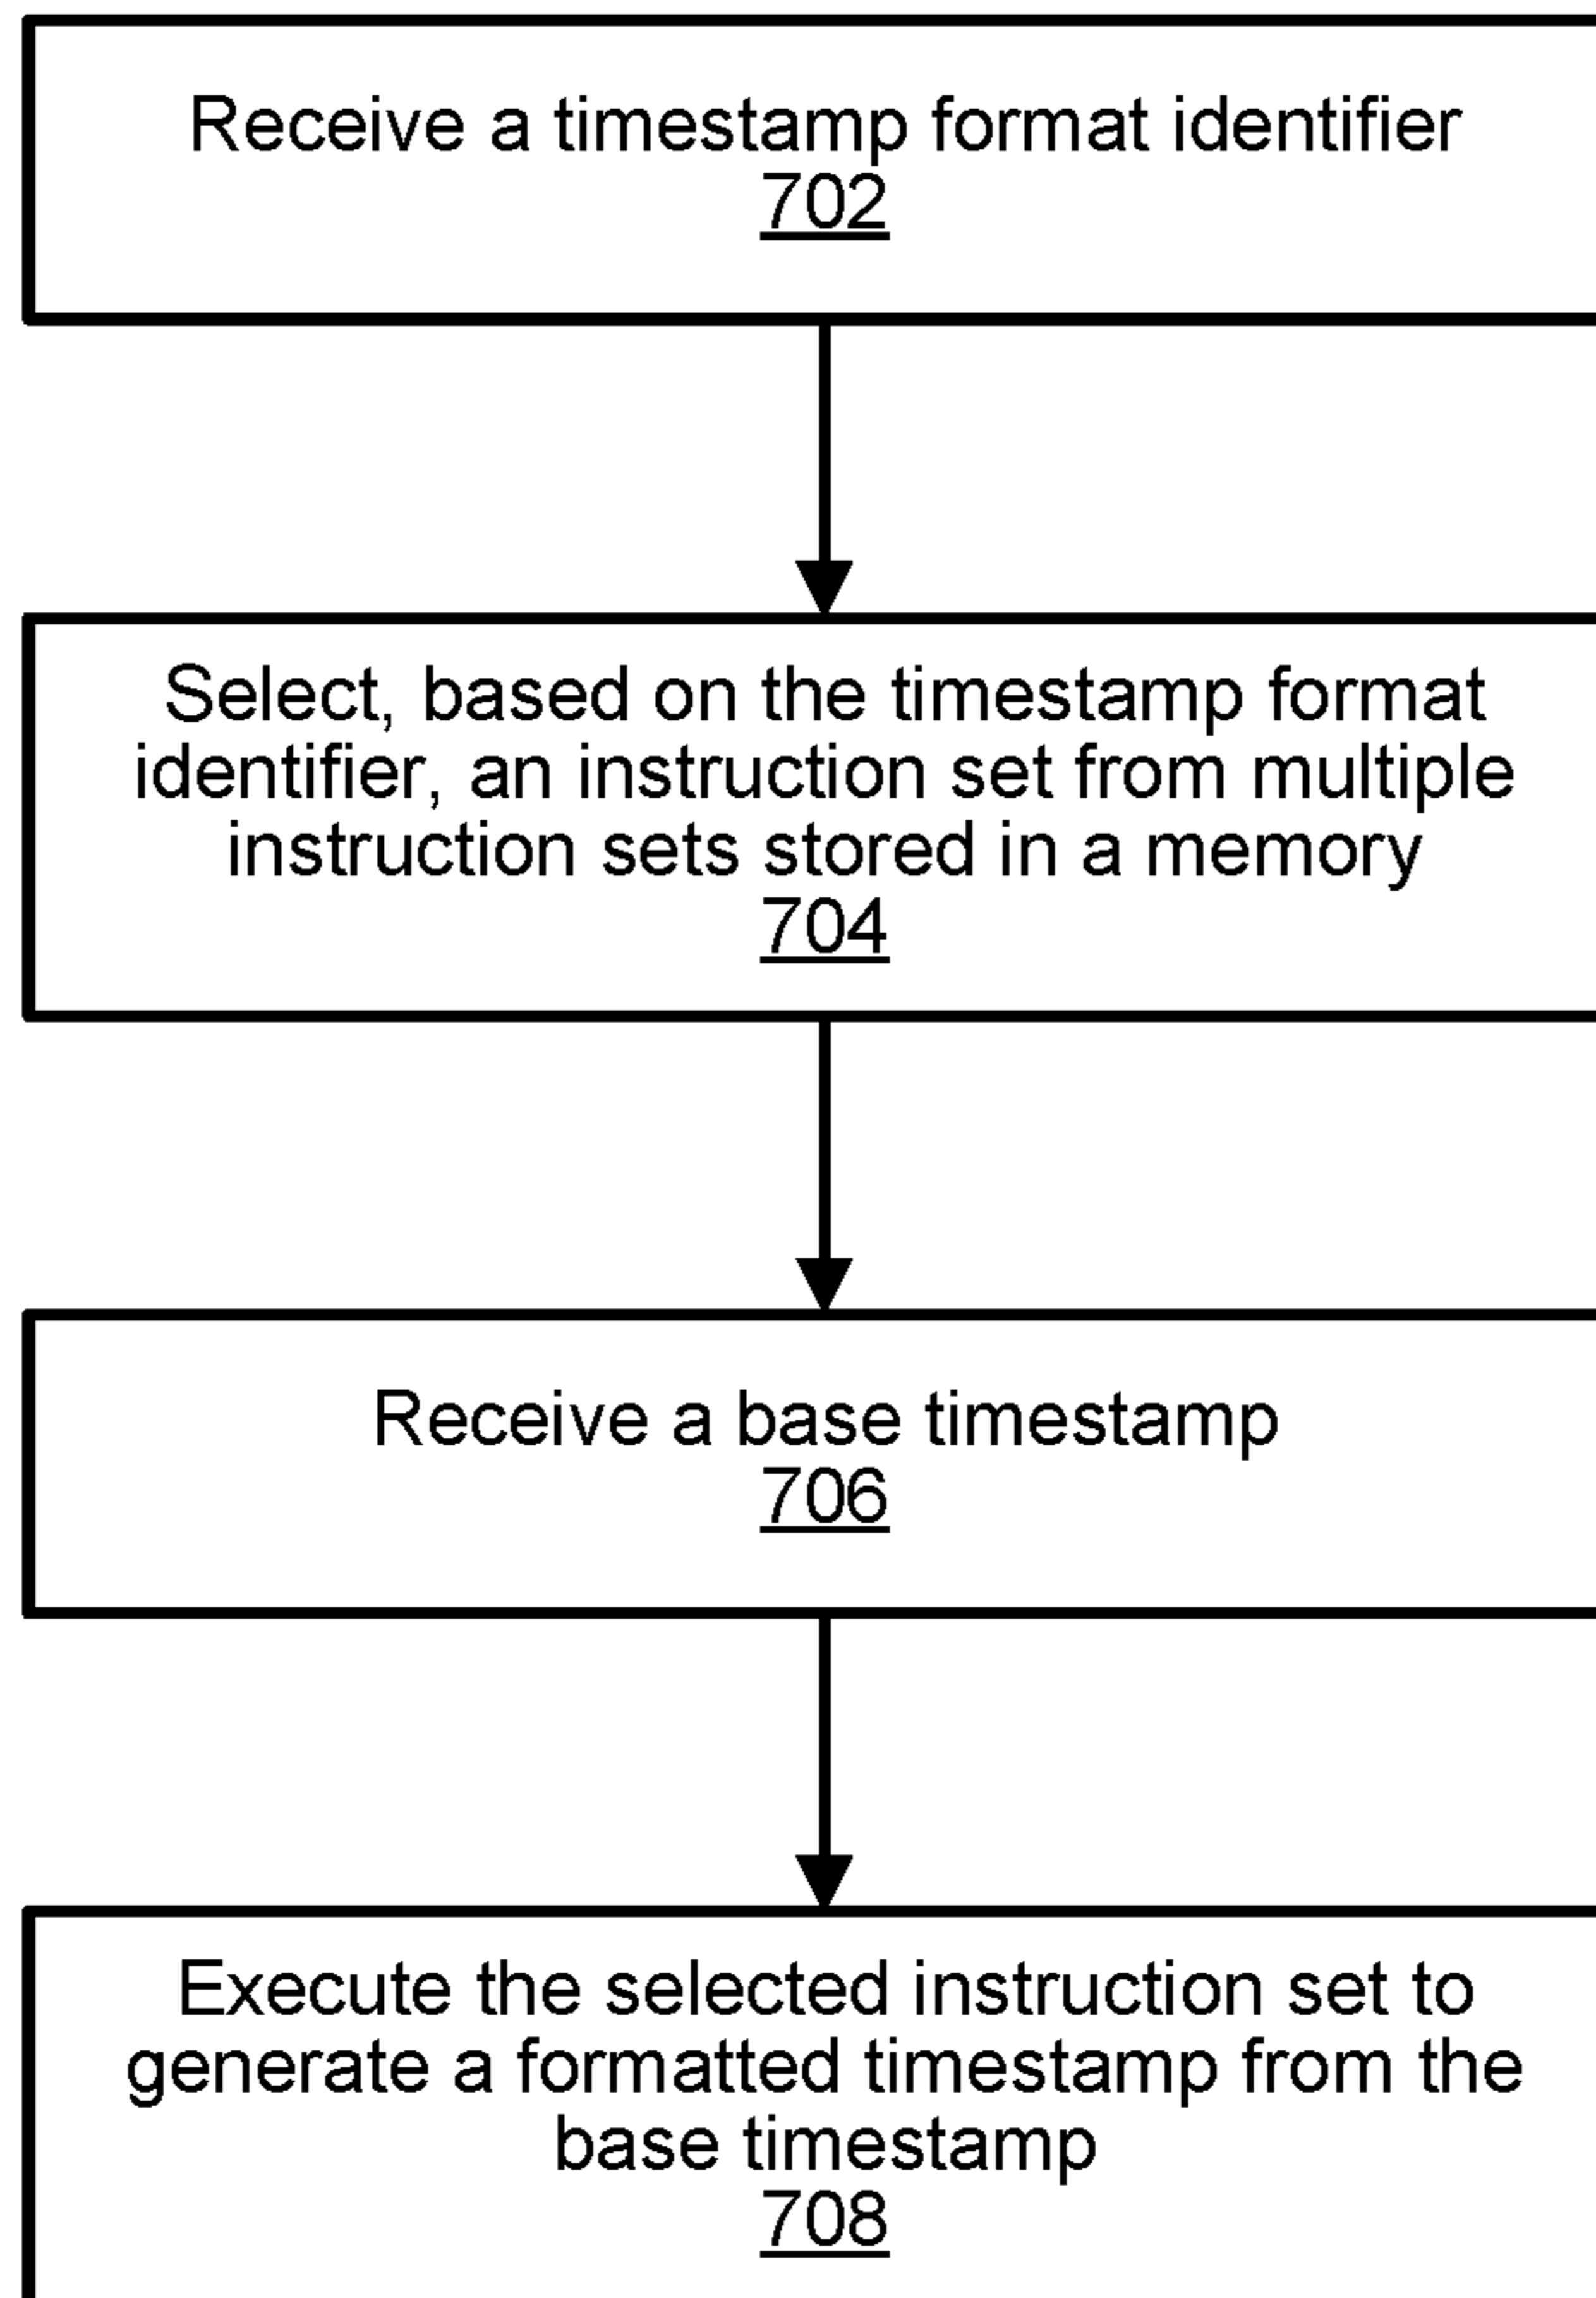 Receive a timestamp format identifier
702
Select, based on the timestamp format
identifier, an instruction set from multiple
instruction sets stored in a memory
704
Receive a base timestamp
706
Execute the selected instruction set to
generate a formatted timestamp from the
base timestamp
708